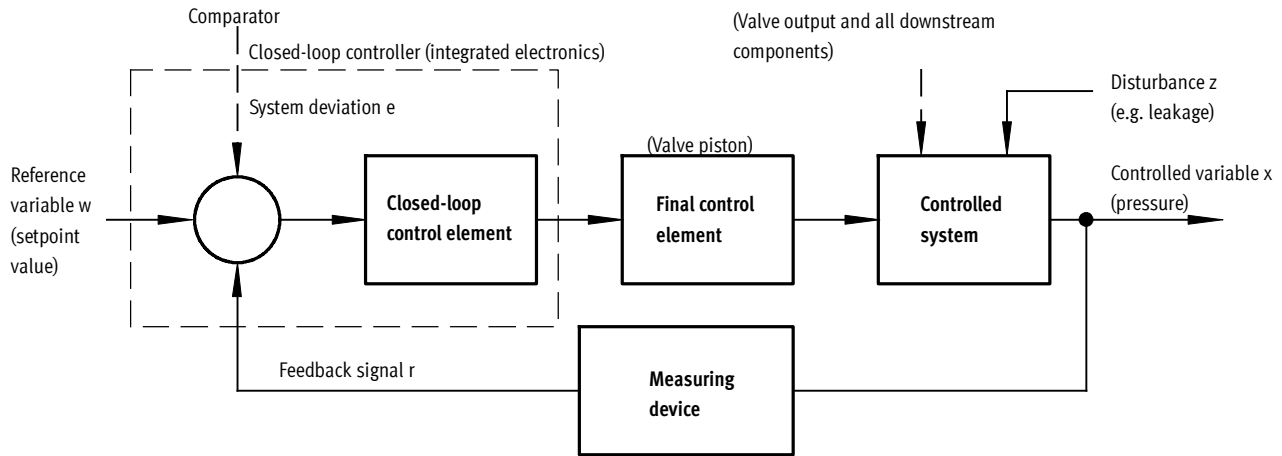 Comparator
Closed-loop controller (integrated electronics)
System deviation e
(Valve output and all downstream
components)
Disturbance z
(e.g. leakage)
Reference
variable w
(setpoint
value)
Closed-loop
control element
(Valve piston)
Final control
element
Controlled
system
Controlled variable x
(pressure)
Feedback signal r
Measuring
device